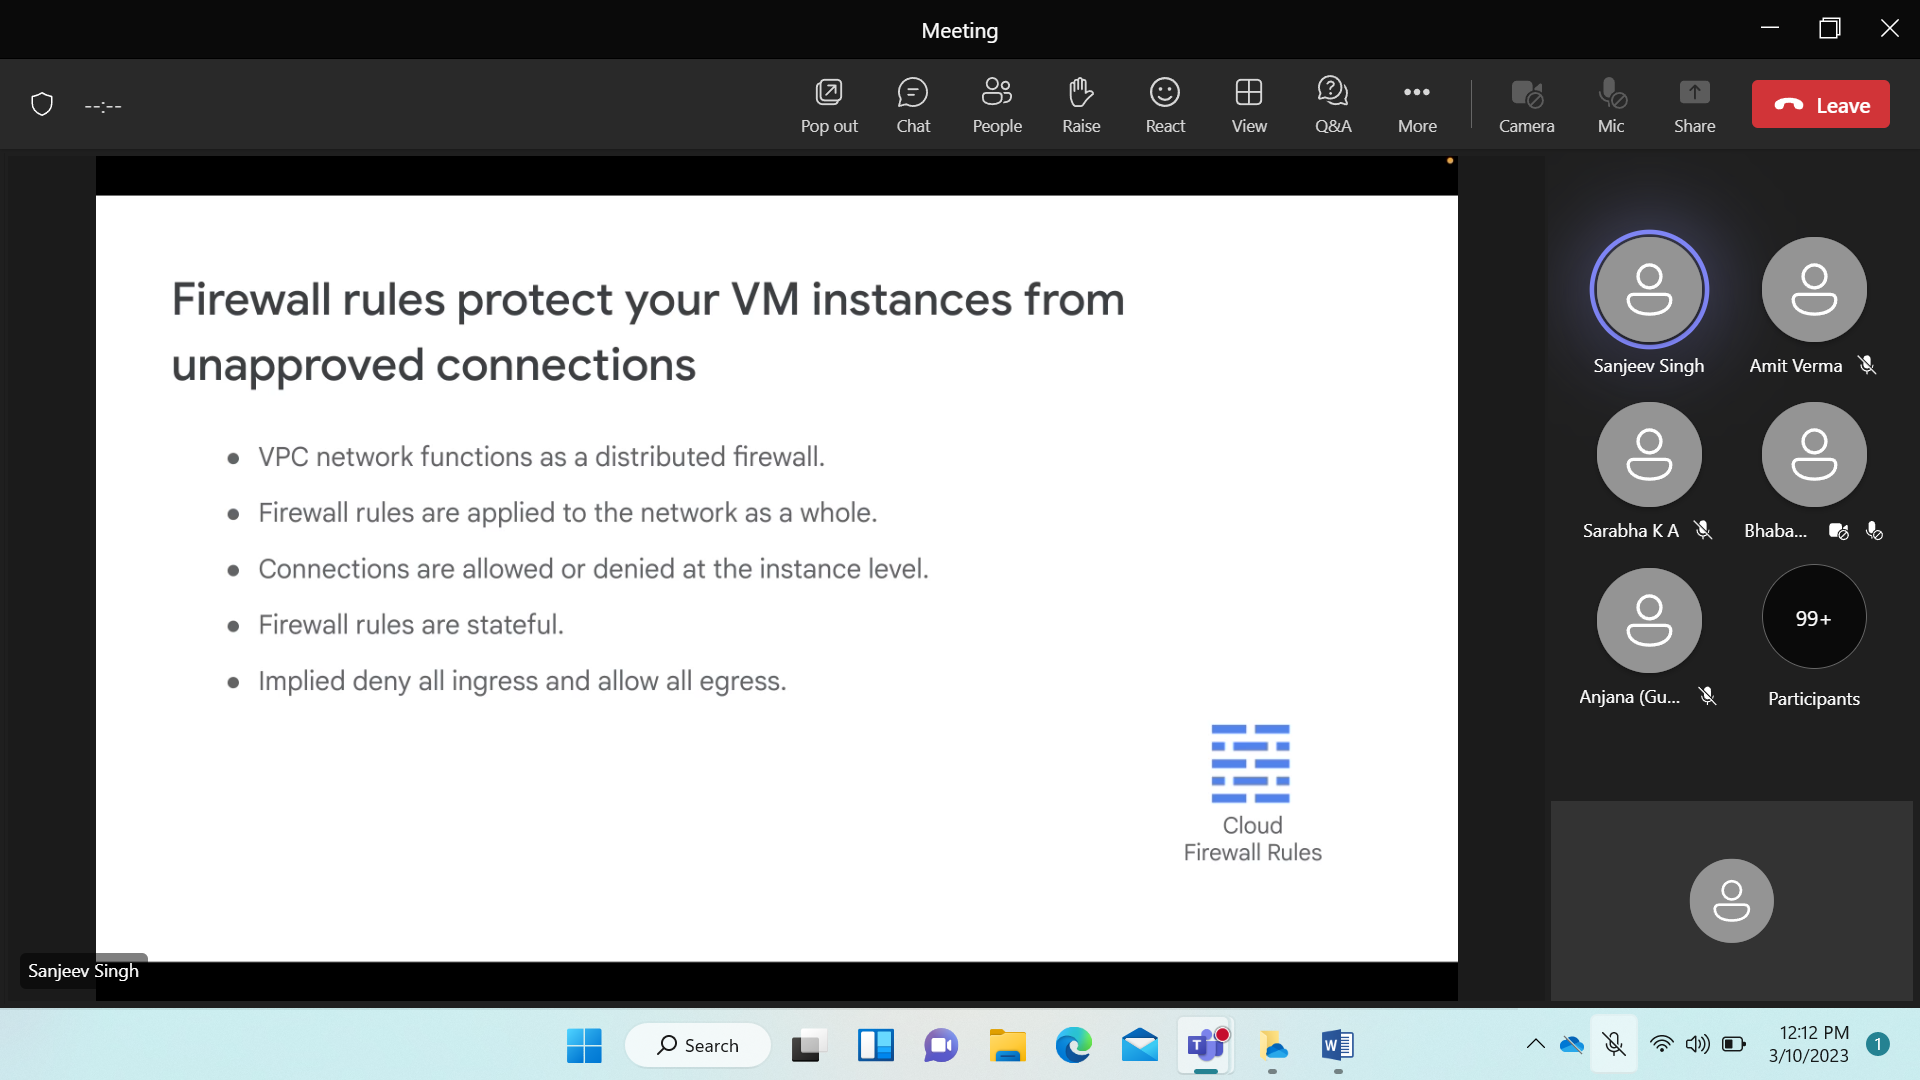 Meeting
--:--
Pop out
Chat
People
Raise
React
View
Q&A
More
Camera
Mic
Share
Leave
Firewall rules protect your VM instances from
unapproved connections
● VPC network functions as a distributed firewall.
● Firewall rules are applied to the network as a whole.
● Connections are allowed or denied at the instance level.
● Firewall rules are stateful.
● Implied deny all ingress and allow all egress.
Cloud
Firewall Rules
Sanjeev Singh
Sanjeev Singh
Amit Verma
Sarabha K A
Bhaba...
Anjana (Gu...
99+
Participants
Search
12:12 PM
3/10/2023
1